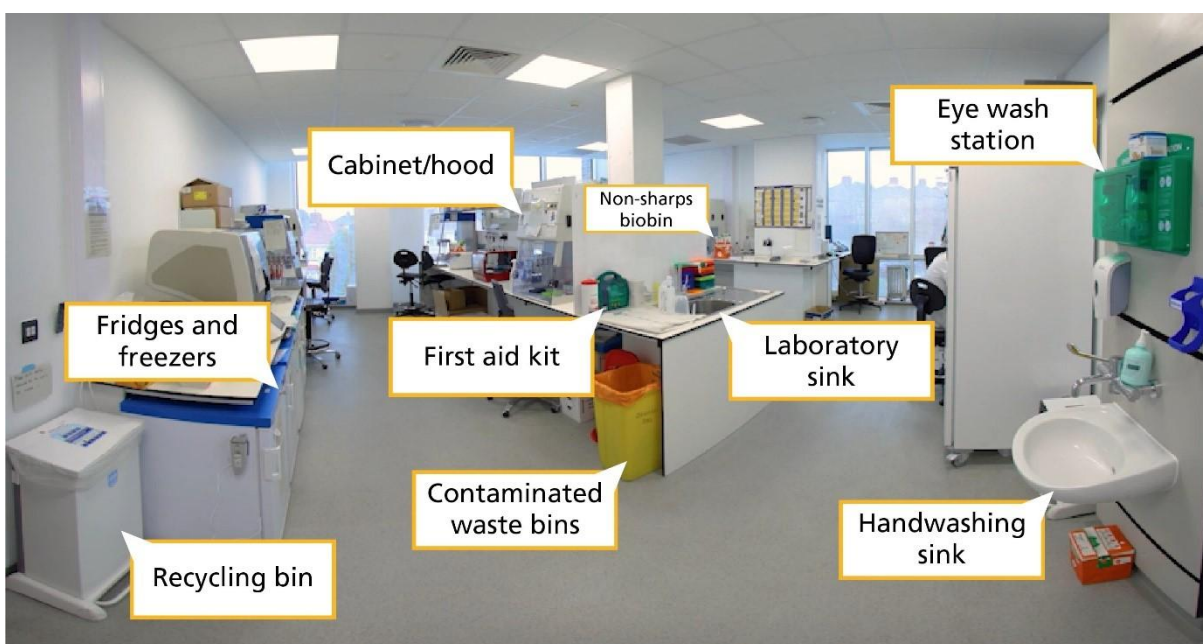 Eye wash
station
Cabinet/hood
Non-sharps
biobin
Fridges and
freezers
First aid kit
Laboratory
sink
Contaminated
waste bins
Handwashing
sink
Recycling bin